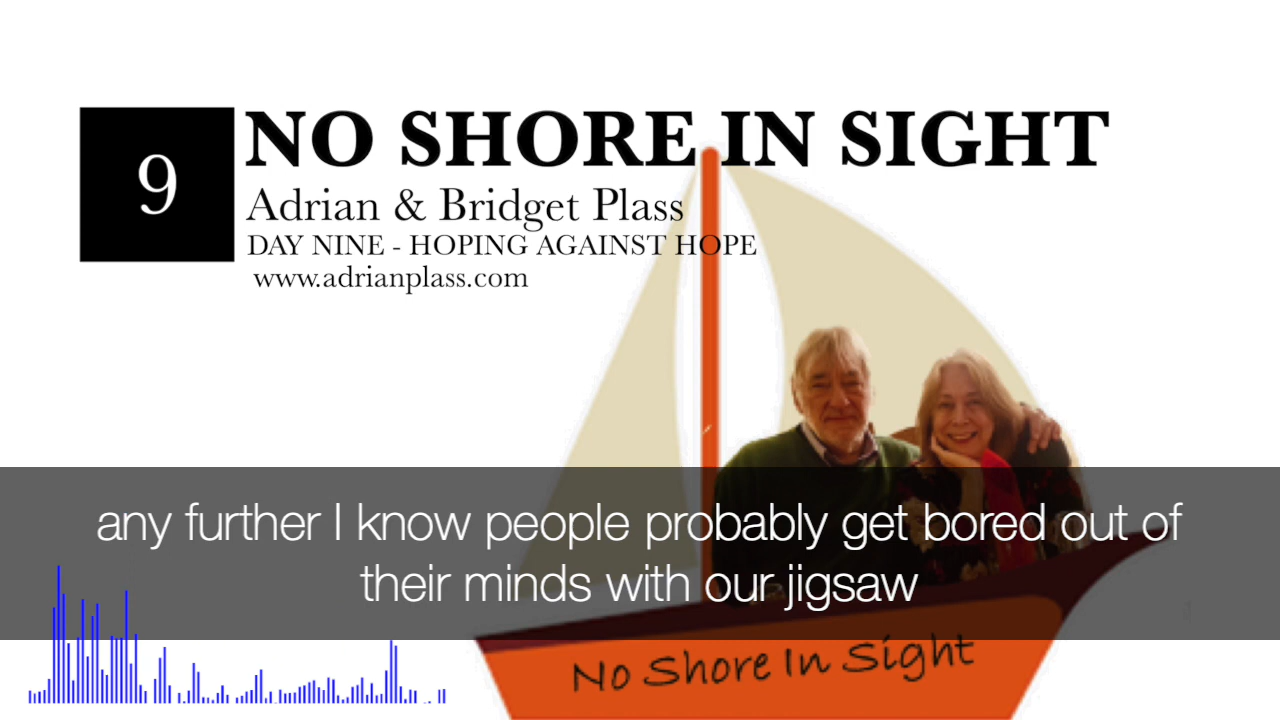 9
NO SHORE IN SIGHT
Adrian & Bridget Plass
DAY NINE - HOPING AGAINST HOPE
www.adrianplass.com
any further I know people probably get bored out of
their minds with our jigsaw
No Shore In Sight